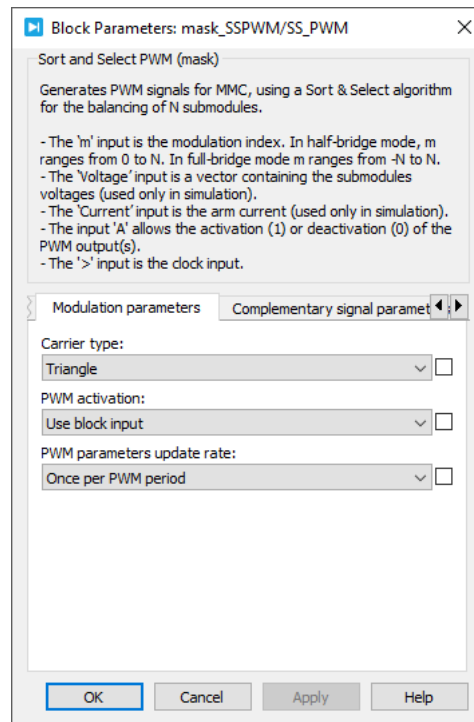 Block Parameters: mask_SSPWM/SS_PWM
Sort and Select PWM (mask)
Generates PWM signals for MMC, using a Sort & Select algorithm
for the balancing of N submodules.
- The 'm' input is the modulation index. In half-bridge mode, m
ranges from 0 to N. In full-bridge mode m ranges from -N to N.
- The 'Voltage' input is a vector containing the submodules
voltages (used only in simulation).
- The 'Current' input is the arm current (used only in simulation).
- The input 'A' allows the activation (1) or deactivation (0) of the
PWM output(s).
- The '>' input is the clock input.
Modulation parameters Complementary signal paramet
Carrier type:
Triangle
PWM activation:
Use block input
PWM parameters update rate:
Once per PWM period
OK Cancel Apply Help